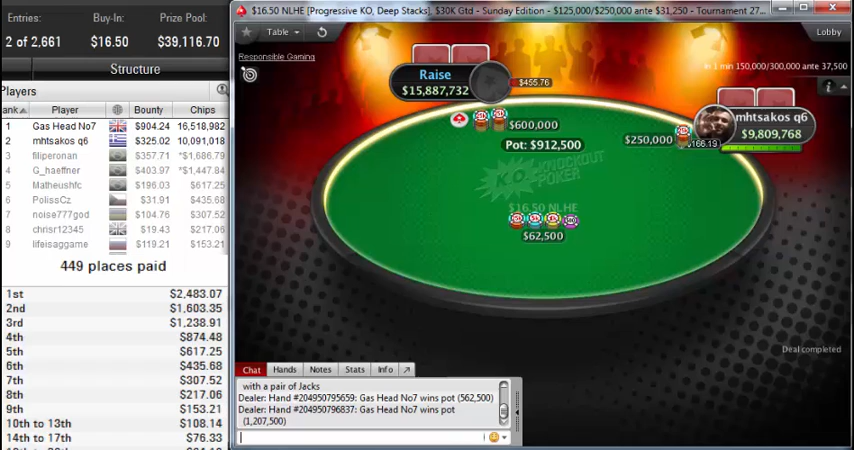 Entries: Buy-In: Prize Pool:
2 of 2,661 $16.50 $39,116.70
Structure
Players
Rank Player Bounty Chips
1 Gas Head No7 $904.24 16,518,982
2 mhtsakos q6 $325.32 10,091,018
3 filiperonan $357.71 *$1,686.79
4 G_haeffner $403.97 *$1,447.84
5 Matheushfc $196.03 $617.25
6 PolissCz $31.91 $435.68
7 noise777god $104.76 $307.52
8 chrisr12345 $19.43 $217.06
9 lifeisaggame $119.21 $153.21
449 places paid
1st $2,483.07
2nd $1,603.35
3rd $1,238.91
4th $874.48
5th $617.25
6th $435.68
7th $307.52
8th $217.06
9th $153.21
10th to 13th $108.14
14th to 17th $76.33
$16.50 NLHE [Progressive KO, Deep Stacks], $30K Gtd - Sunday Edition - $125,000/$250,000 ante $31,250 - Tournament 27...
Table Lobby
Responsible Gaming
in 1 min 150,000/300,000 ante 37,500
Raise
$15,887,732
$455.76
$600,000
Pot: $912,500
$250,000
mhtsakos q6
$9,809,768
$166.19
KO KNOCKOUT
POKER
$16.50 NLHE
$62,500
Deal completed
Chat Hands Notes Stats Info
with a pair of Jacks
Dealer: Hand #204950795659: Gas Head No7 wins pot (562,500)
Dealer: Hand #204950796837: Gas Head No7 wins pot
(1,207,500)